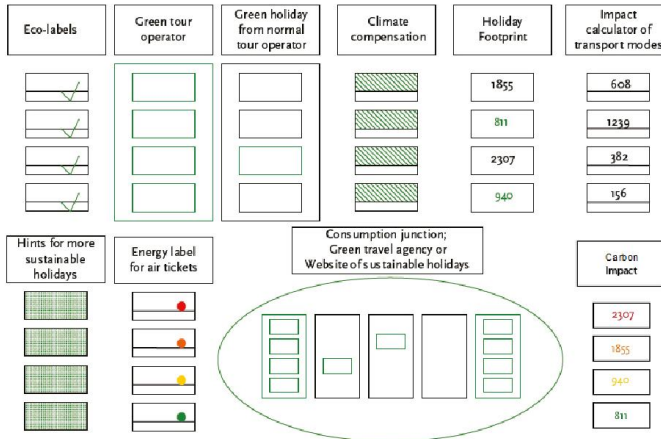 Eco-labels
Green tour
operator
Green holiday
from normal
tour operator
Climate
compensation
Holiday
Footprint
Impact
calculator of
transport modes
1855
608
811
1239
2307
382
940
156
Hints for more
sustainable
holidays
Energy label
for air tickets
Consumption junction;
Green travel agency or
Website of sustainable holidays
Carbon
Impact
2307
1855
940
811